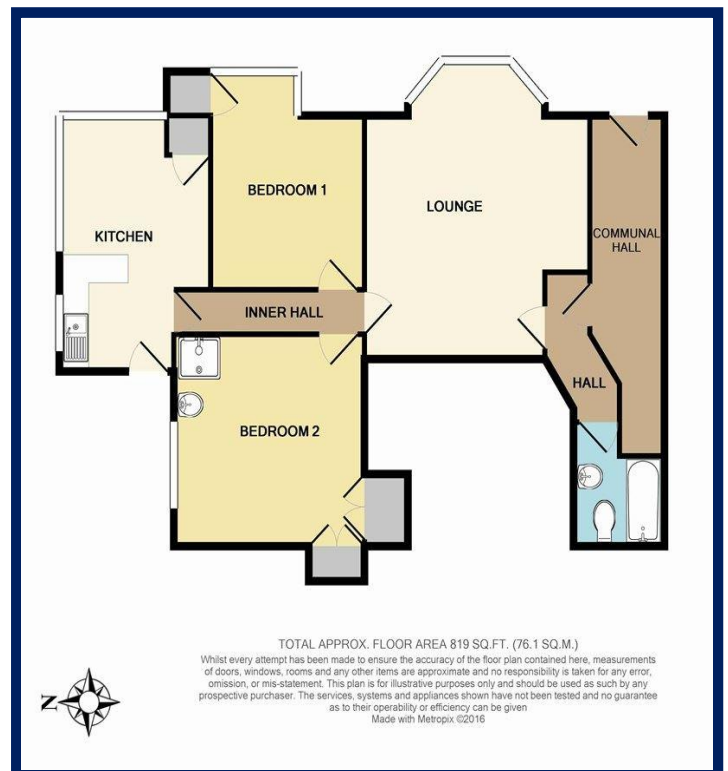 BEDROOM 1
LOUNGE
KITCHEN
COMMUNAL
HALL
INNER HALL
HALL
BEDROOM 2
TOTAL APPROX. FLOOR AREA 819 SQ.FT. (76.1 SQ.M.)
Whilst every attempt has been made to ensure the accuracy of the floor plan contained here, measurements
of doors, windows, rooms and any other items are approximate and no responsibility is taken for any error,
omission, or mis-statement. This plan is for illustrative purposes only and should be used as such by any
prospective purchaser. The services, systems and appliances shown have not been tested and no guarantee
as to their operability or efficiency can be given
Made with Metropix ©2016
N